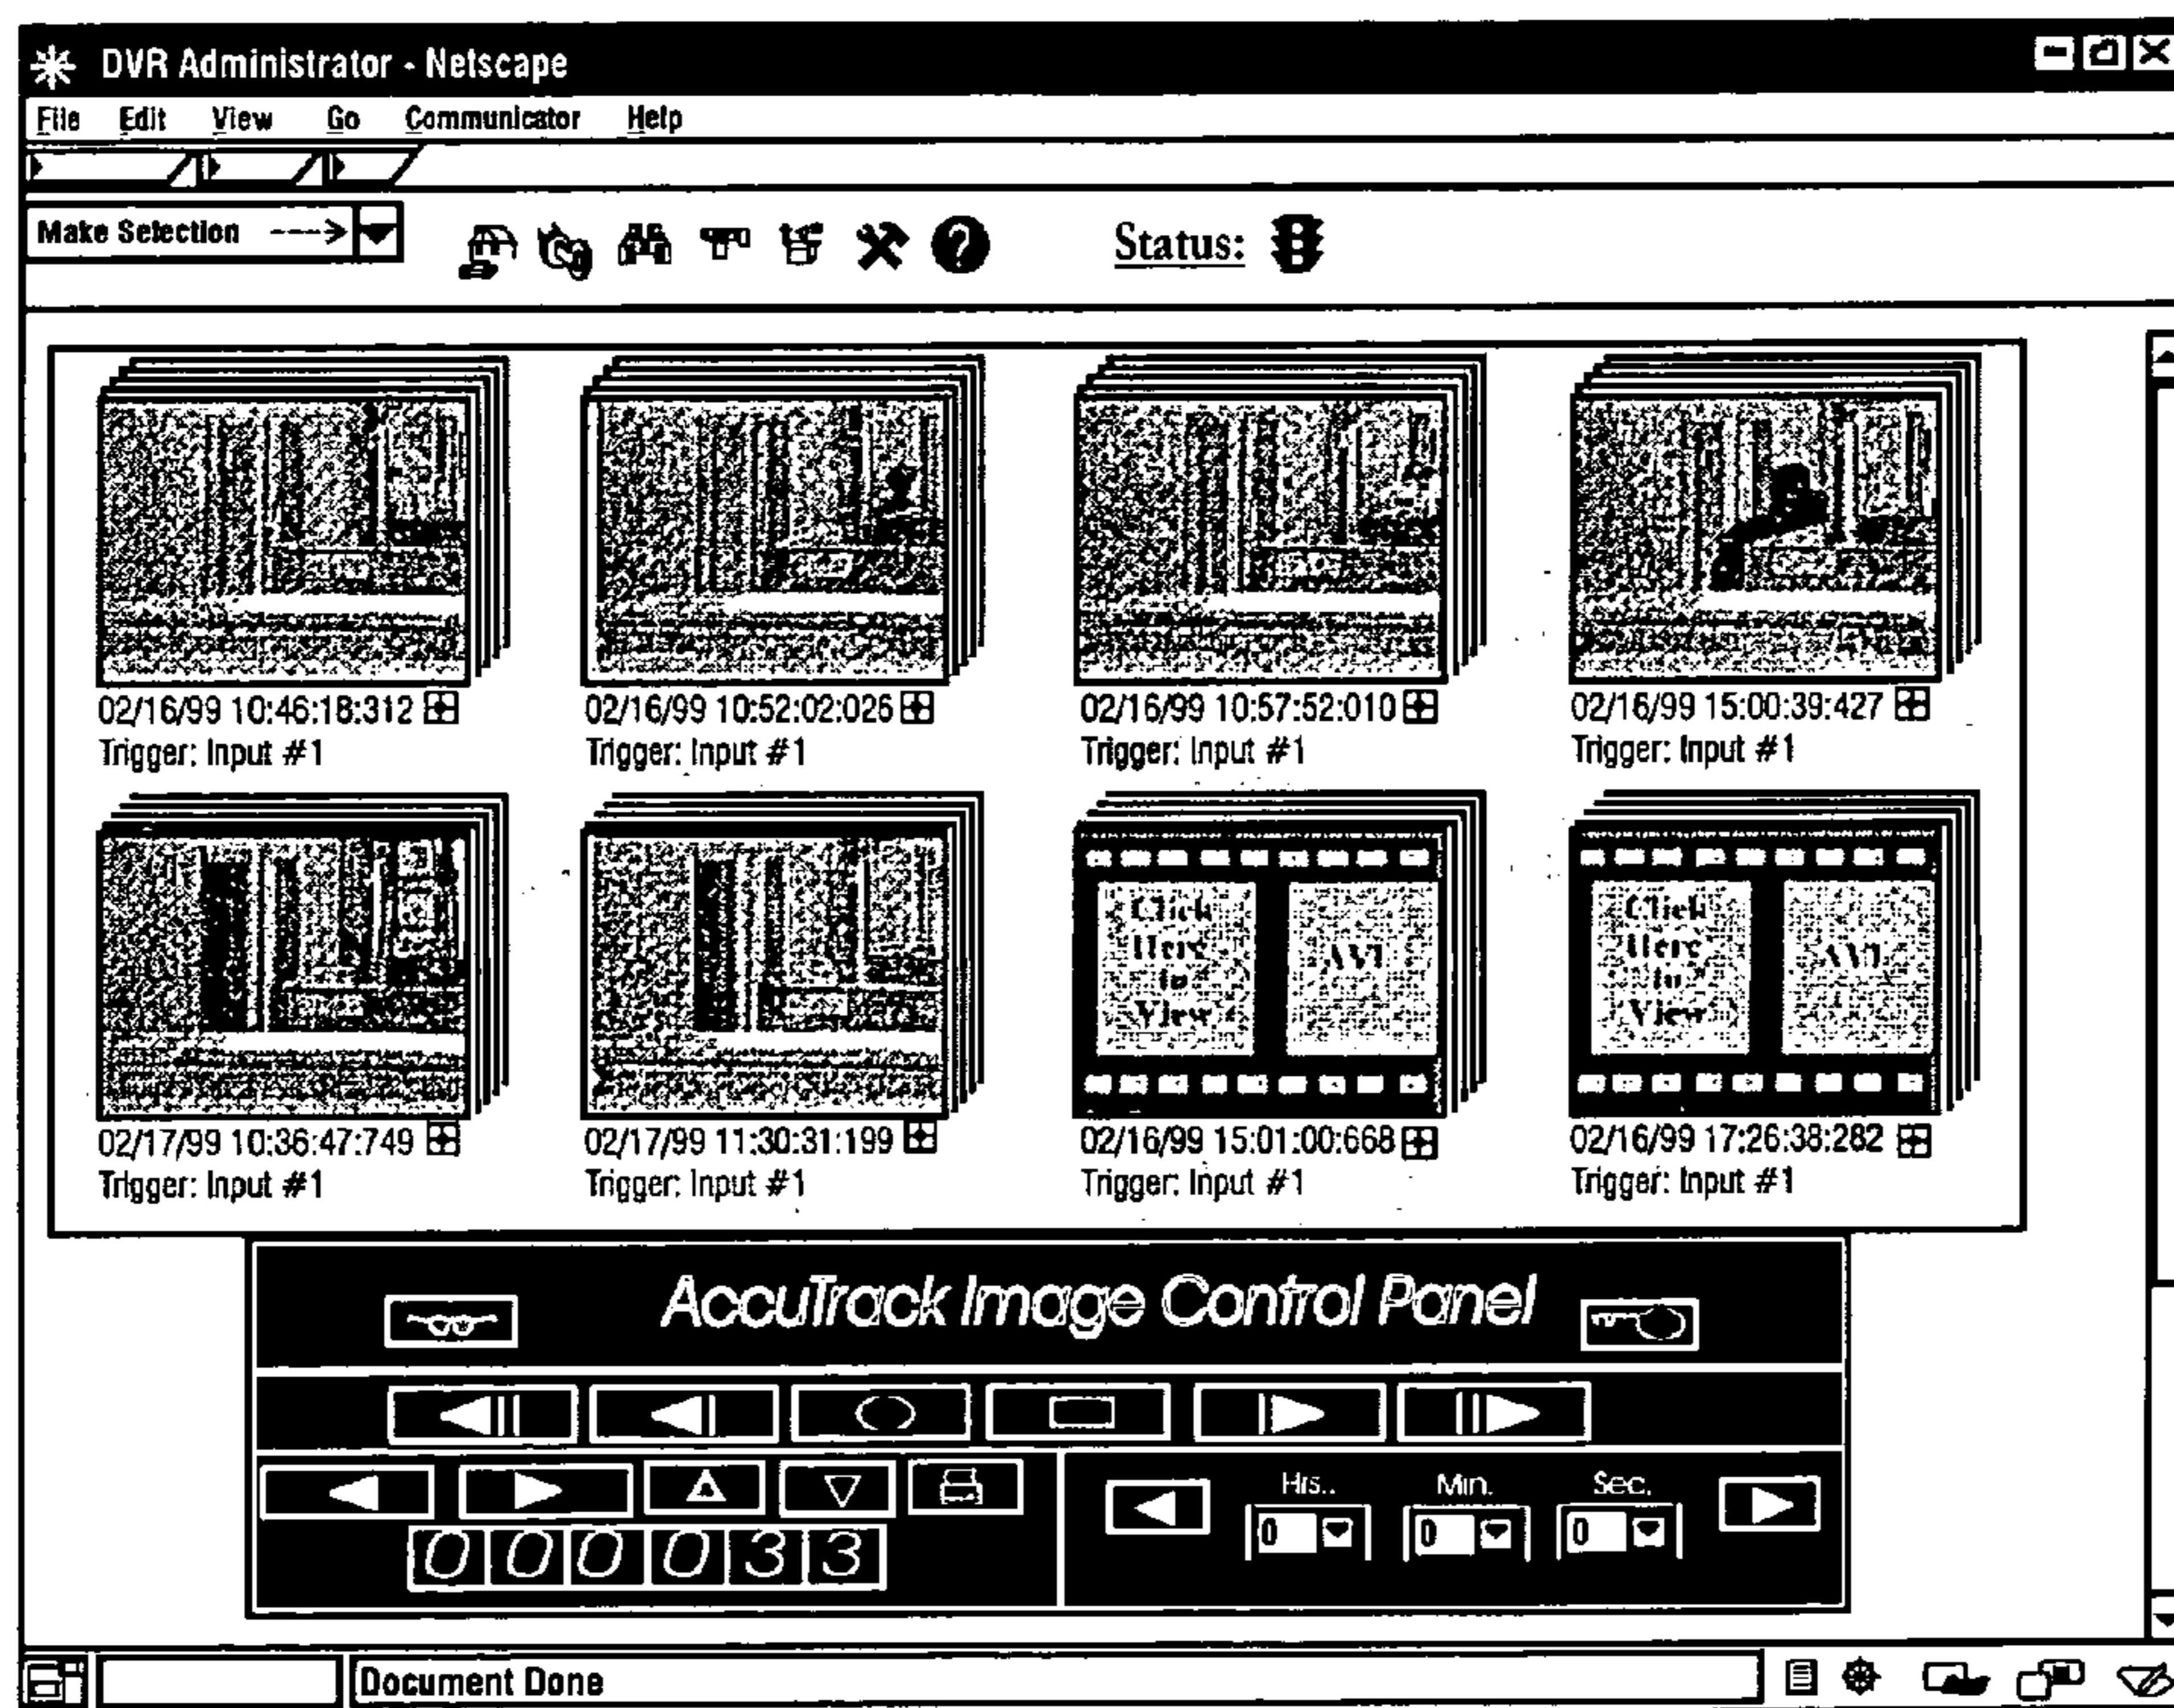 DVR Administrator - Netscape
File Edit View Go Communicator Help
Make Selection --->
Status:
02/16/99 10:46:18:312
Trigger: Input #1
02/16/99 10:52:02:026
Trigger: Input #1
02/16/99 10:57:52:010
Trigger: Input #1
02/16/99 15:00:39:427
Trigger: Input #1
Click
Here
to
View
AVI
Click
Here
to
View
AVI
02/17/99 10:36:47:749
Trigger: Input #1
02/17/99 11:30:31:199
Trigger: Input #1
02/16/99 15:01:00:668
Trigger: Input #1
02/16/99 17:26:38:282
Trigger: Input #1
AccuTrack Image Control Panel
Hrs.. Min. Sec.
0 0 0
000033
Document Done